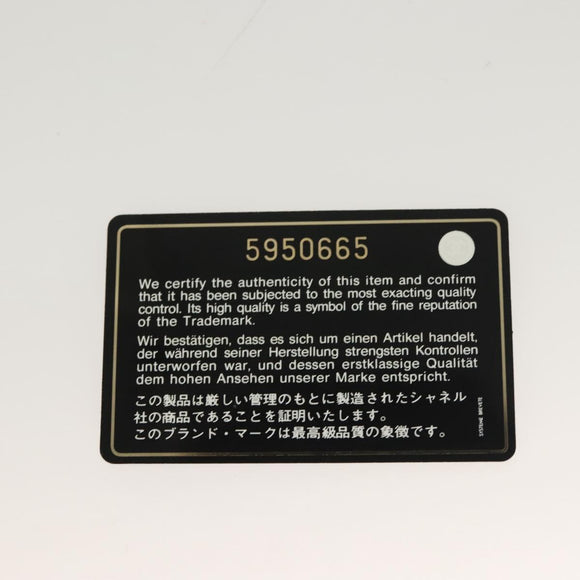 5950665
We certify the authenticity of this item and confirm
that it has been subjected to the most exacting quality
control. Its high quality is a symbol of the fine reputation
of the Trademark.
Wir bestätigen, dass es sich um einen Artikel handelt,
der während seiner Herstellung strengsten Kontrollen
unterworfen war, und dessen erstklassige Qualität
dem hohen Ansehen unserer Marke entspricht.
この製品は厳しい管理のもとに製造されたシャネル
社の商品であることを証明いたします。
このブランド・マークは最高級品質の象徴です。
SYSTEME BREVETE